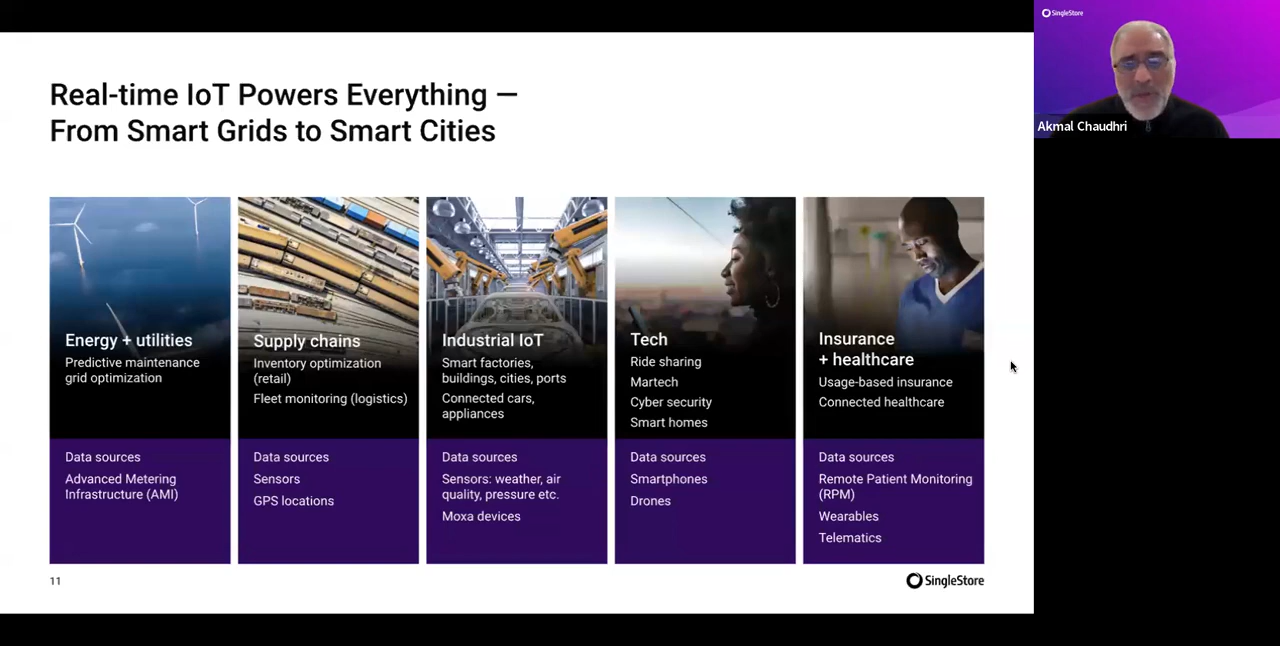 Real-time IoT Powers Everything —
From Smart Grids to Smart Cities
Energy + utilities
Predictive maintenance
grid optimization
Data sources
Advanced Metering
Infrastructure (AMI)
Supply chains
Inventory optimization
(retail)
Fleet monitoring (logistics)
Data sources
Sensors
GPS locations
Industrial IoT
Smart factories,
buildings, cities, ports
Connected cars,
appliances
Data sources
Sensors: weather, air
quality, pressure etc.
Moxa devices
Tech
Ride sharing
Martech
Cyber security
Smart homes
Data sources
Smartphones
Drones
Insurance
+ healthcare
Usage-based insurance
Connected healthcare
Data sources
Remote Patient Monitoring
(RPM)
Wearables
Telematics
11
SingleStore
SingleStore
Akmal Chaudhri